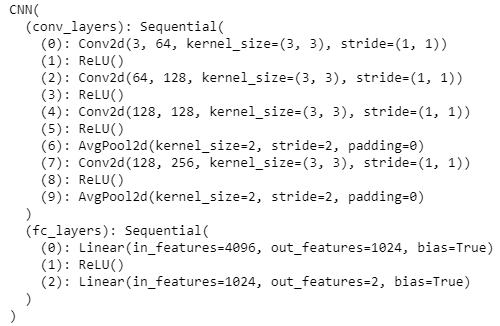 CNN(
  (conv_layers): Sequential(
    (0): Conv2d(3, 64, kernel_size=(3, 3), stride=(1, 1))
    (1): ReLU()
    (2): Conv2d(64, 128, kernel_size=(3, 3), stride=(1, 1))
    (3): ReLU()
    (4): Conv2d(128, 128, kernel_size=(3, 3), stride=(1, 1))
    (5): ReLU()
    (6): AvgPool2d(kernel_size=2, stride=2, padding=0)
    (7): Conv2d(128, 256, kernel_size=(3, 3), stride=(1, 1))
    (8): ReLU()
    (9): AvgPool2d(kernel_size=2, stride=2, padding=0)
  )
  (fc_layers): Sequential(
    (0): Linear(in_features=4096, out_features=1024, bias=True)
    (1): ReLU()
    (2): Linear(in_features=1024, out_features=2, bias=True)
  )
)